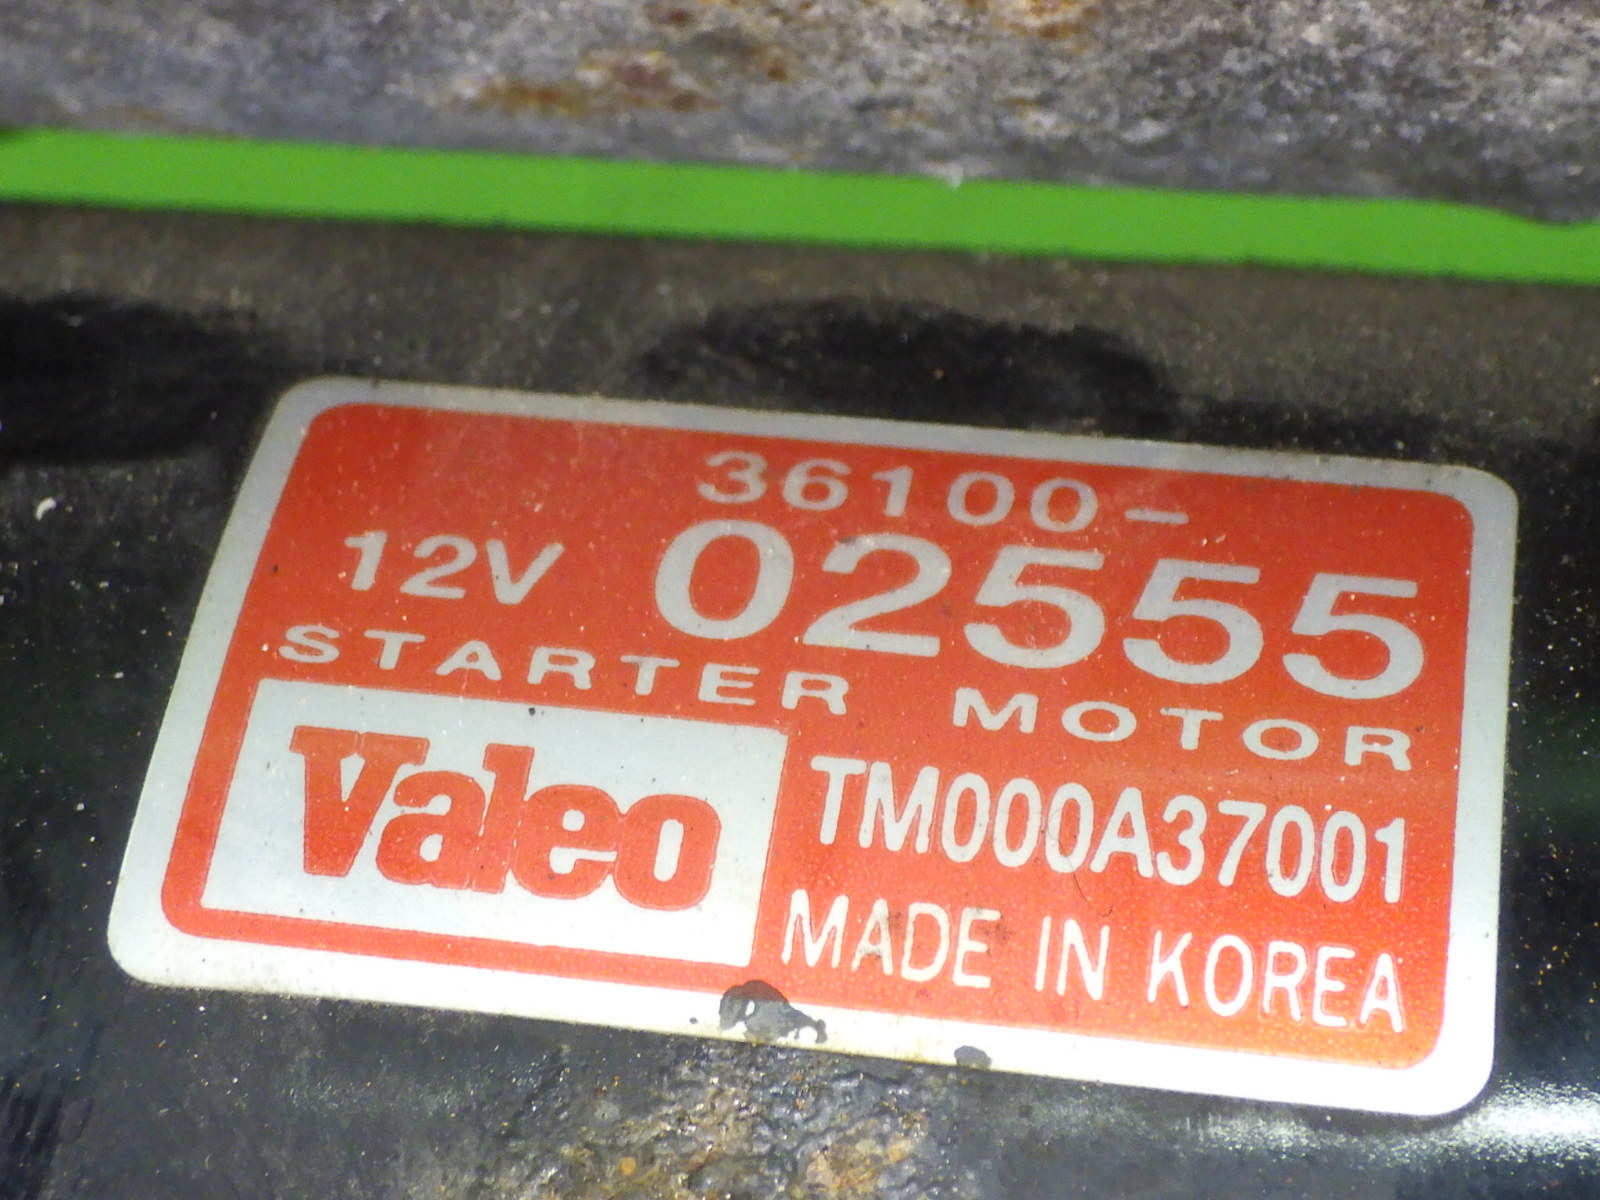 36100-
12V 02555
STARTER MOTOR
Valeo
TM000A37001
MADE IN KOREA